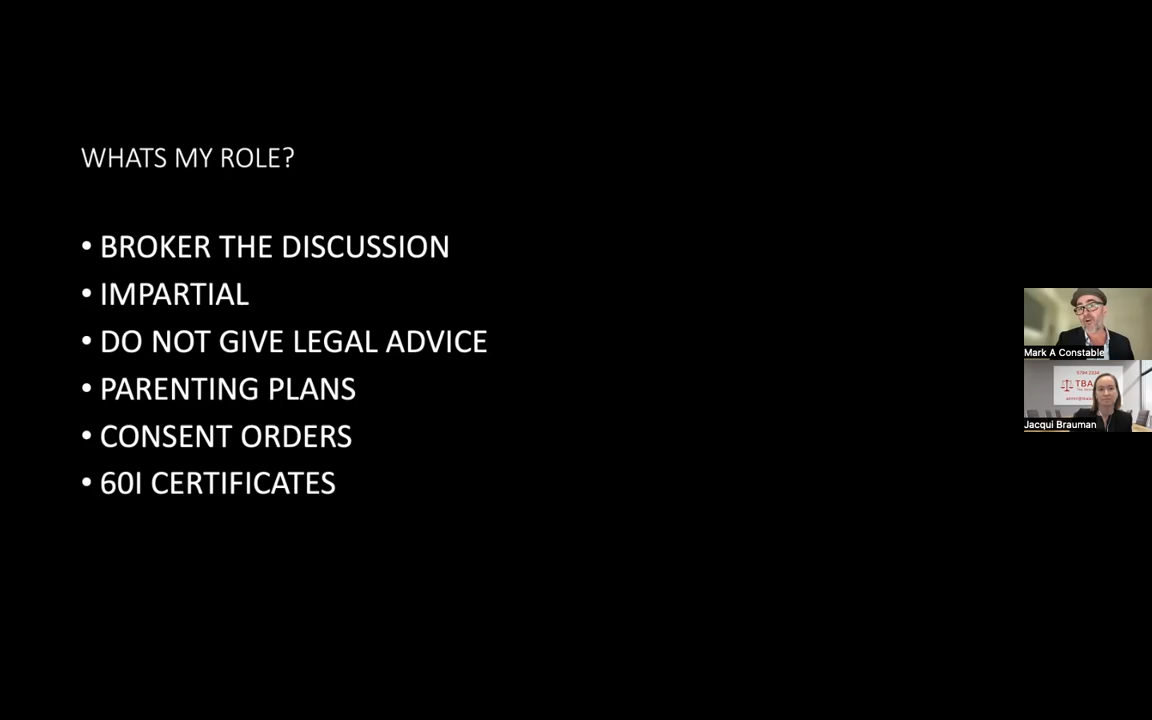 WHATS MY ROLE?
• BROKER THE DISCUSSION
• IMPARTIAL
• DO NOT GIVE LEGAL ADVICE
• PARENTING PLANS
• CONSENT ORDERS
• 60I CERTIFICATES
Mark A Constable
TBA
Jacqui Brauman